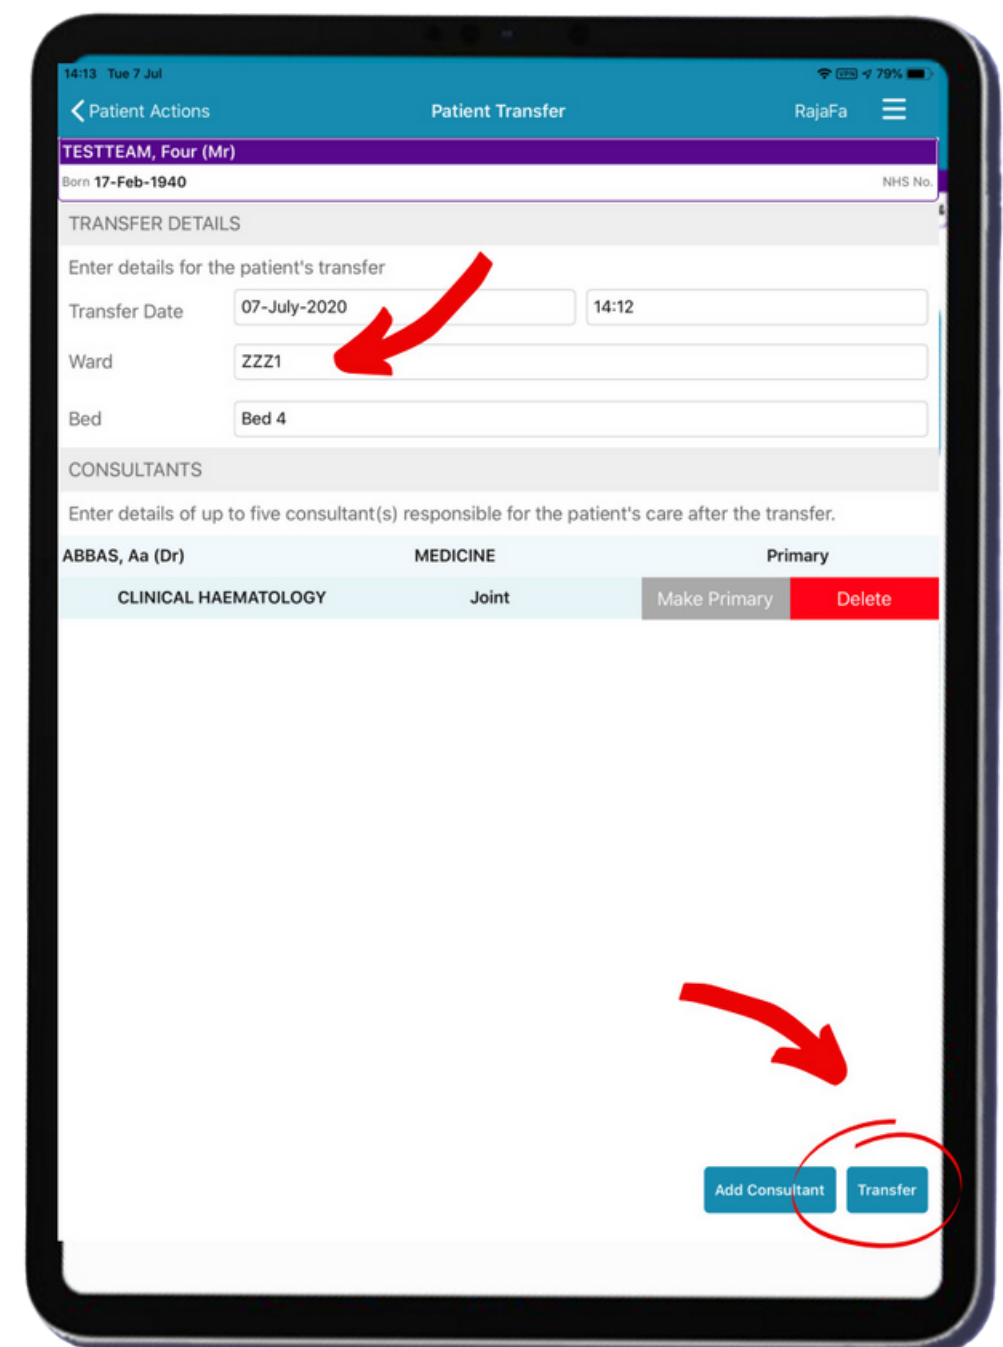 14:13 Tue 7 Jul VPN 79%
Patient Actions Patient Transfer RajaFa
TESTTEAM, Four (Mr)
Born 17-Feb-1940 NHS No.
TRANSFER DETAILS
Enter details for the patient's transfer
Transfer Date 07-July-2020 14:12
Ward ZZZ1
Bed Bed 4
CONSULTANTS
Enter details of up to five consultant(s) responsible for the patient's care after the transfer.
ABBAS, Aa (Dr) MEDICINE Primary
CLINICAL HAEMATOLOGY Joint Make Primary Delete
Add Consultant Transfer